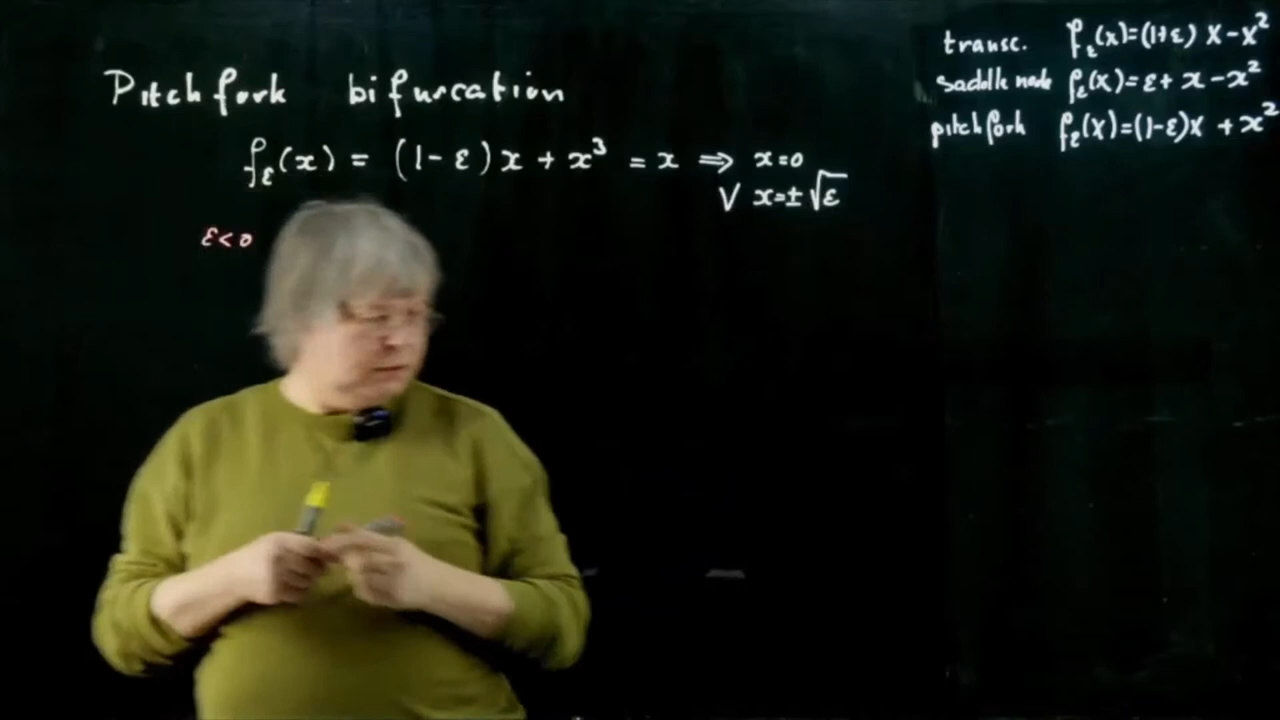 Pitchfork bifurcation
f_ε(x) = (1-ε)x + x³ = x ⇒ x=0
∨ x=±√ε
ε<0
transc. f_ε(x)=(1+ε) x-x²
saddle node f_ε(x)=ε+x-x²
pitchfork f_ε(x)=(1-ε)x +x²